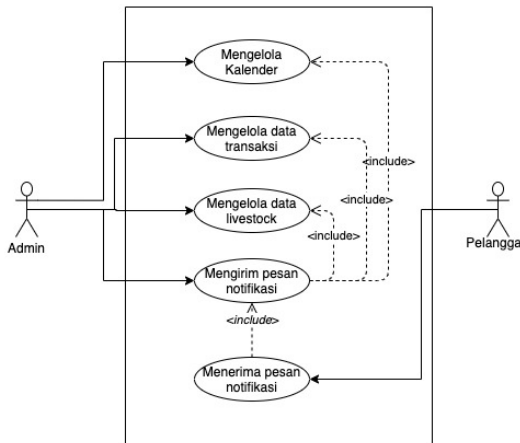 Mengelola
Kalender
Mengelola data
transaksi
<include>
<include>
Mengelola data
livestock
<include>
Admin
Pelangga
Mengirim pesan
notifikasi
<include>
Menerima pesan
notifikasi